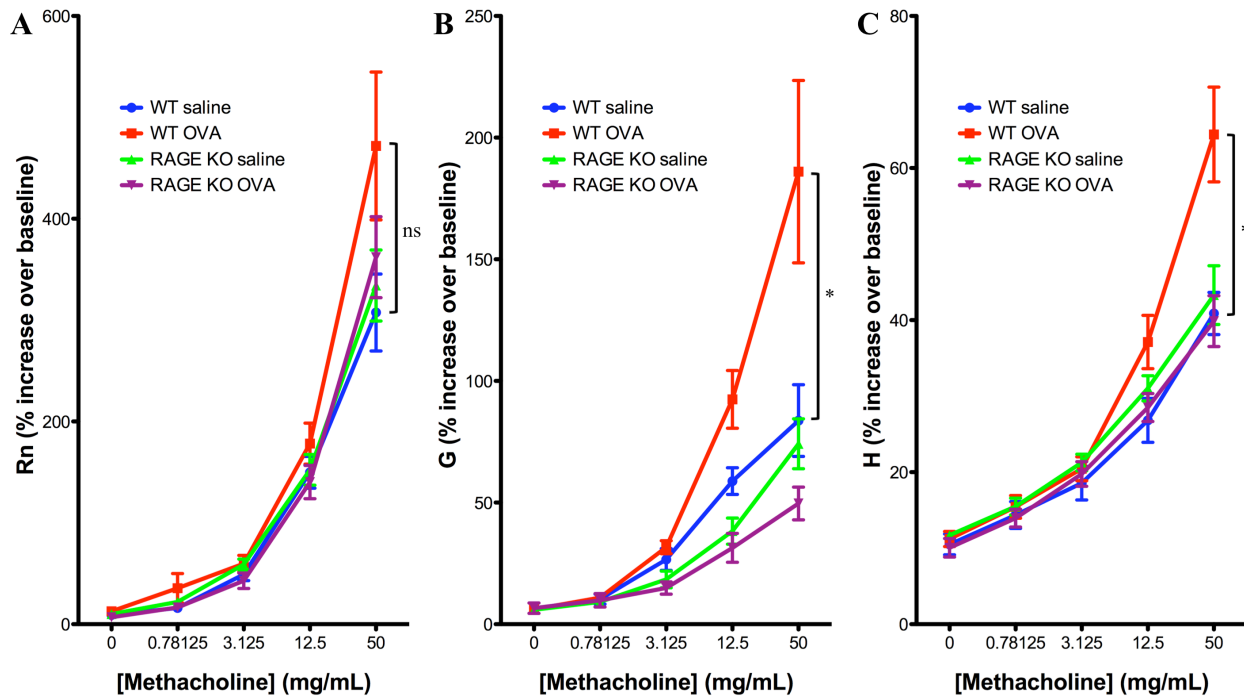 A
Rn (% increase over baseline)
600
400
200
0
WT saline
WT OVA
RAGE KO saline
RAGE KO OVA
ns
0 0.78125 3.125 12.5 50
[Methacholine] (mg/mL)
B
G (% increase over baseline)
250
200
150
100
50
0
WT saline
WT OVA
RAGE KO saline
RAGE KO OVA
*
0 0.78125 3.125 12.5 50
[Methacholine] (mg/mL)
C
H (% increase over baseline)
80
60
40
20
0
WT saline
WT OVA
RAGE KO saline
RAGE KO OVA
*
0 0.78125 3.125 12.5 50
[Methacholine] (mg/mL)